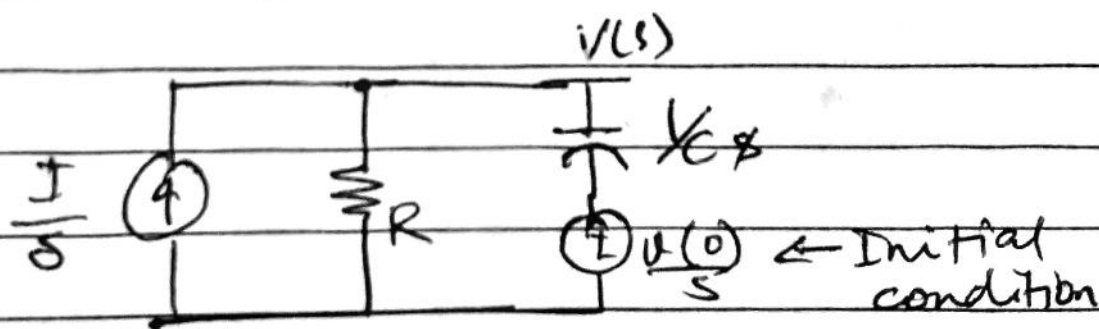 V(s)
I/s
R
1/Cs
v(0)/s ← Initial
condition